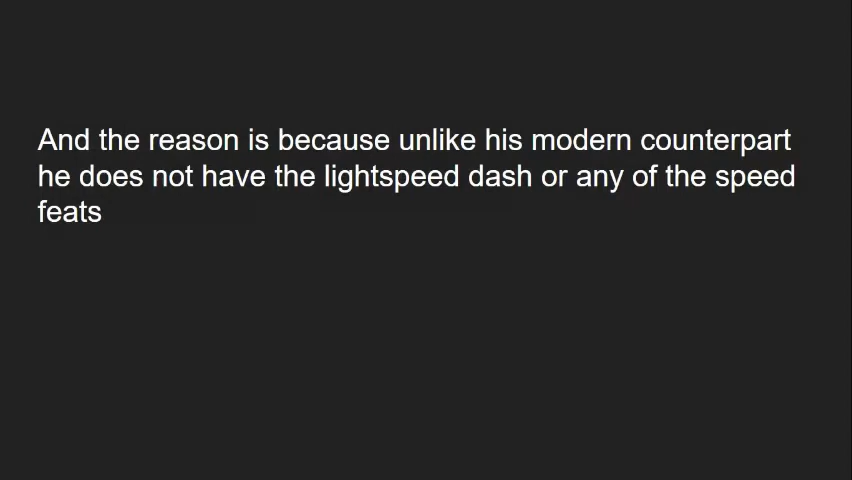 And the reason is because unlike his modern counterpart
he does not have the lightspeed dash or any of the speed
feats